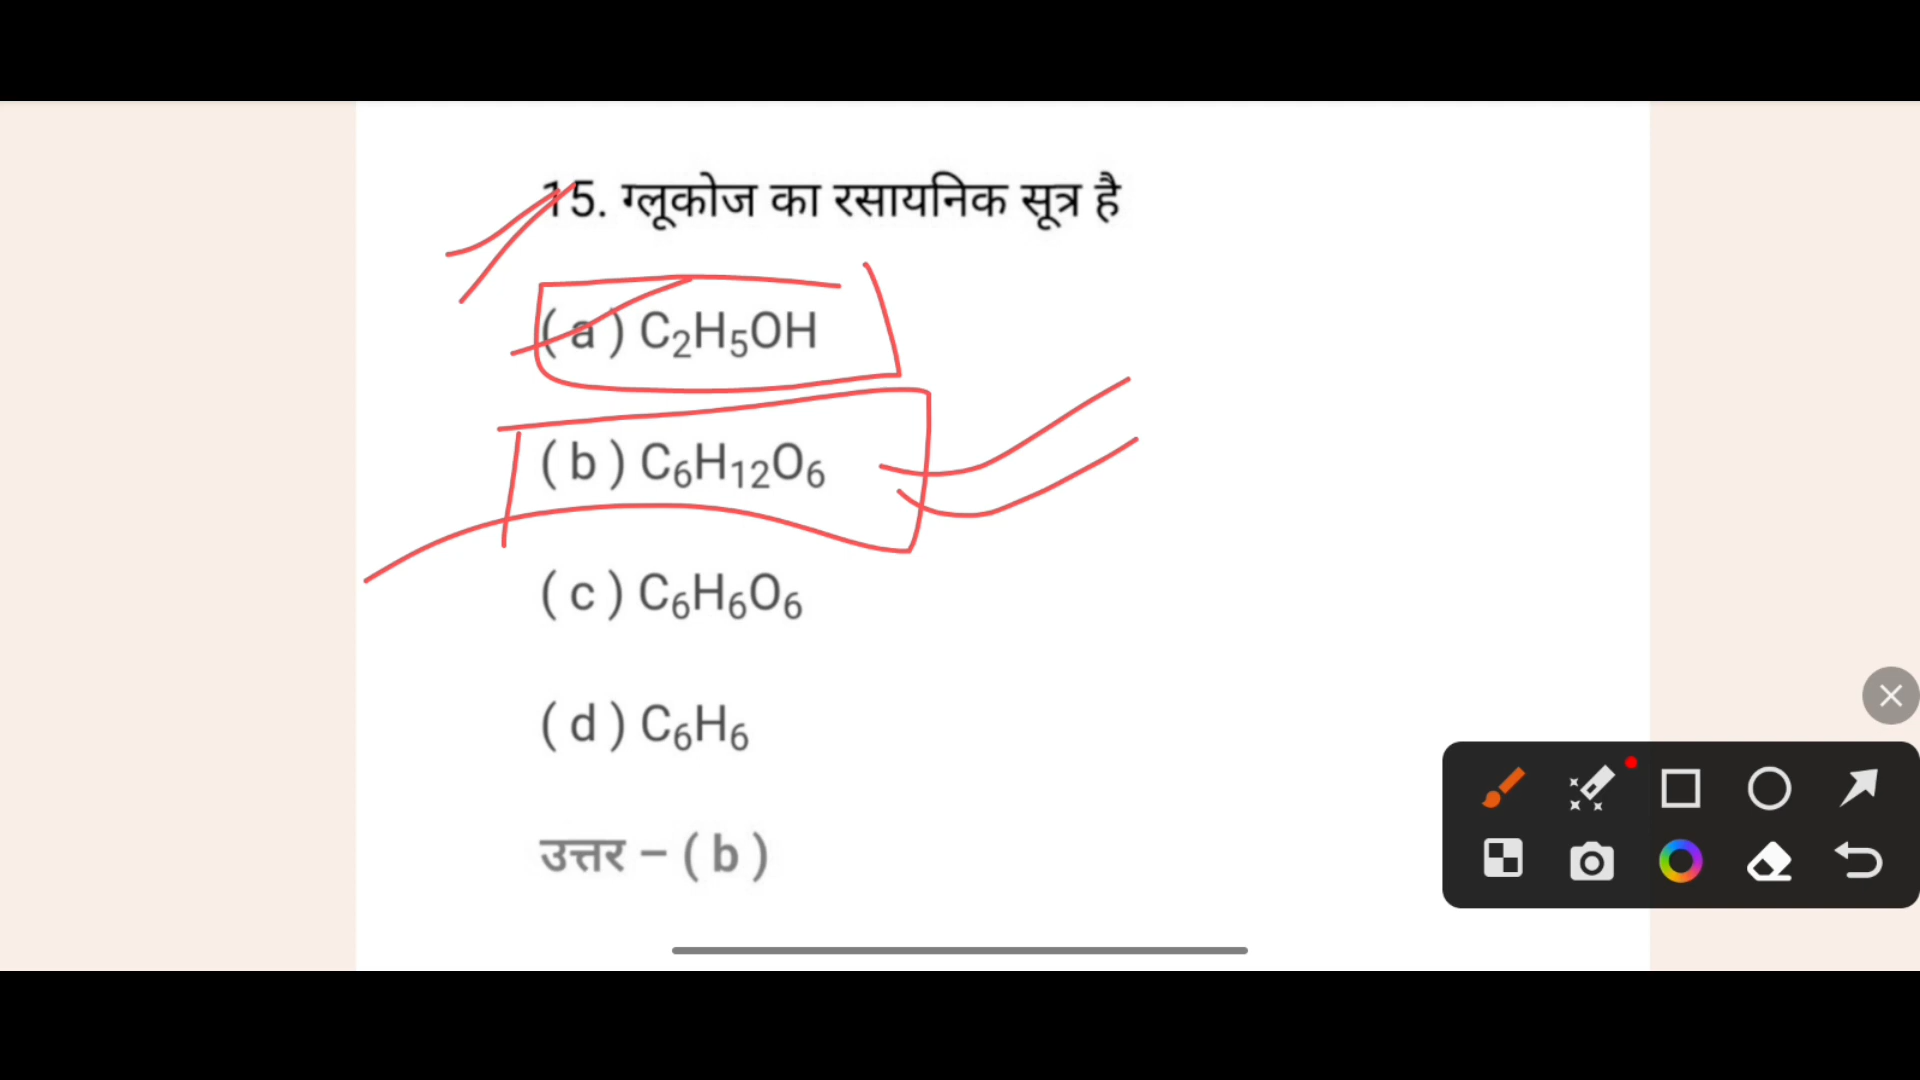 15. ग्लूकोज का रसायनिक सूत्र है
( a ) C₂H₅OH
( b ) C₆H₁₂O₆
( c ) C₆H₆O₆
( d ) C₆H₆
उत्तर – ( b )